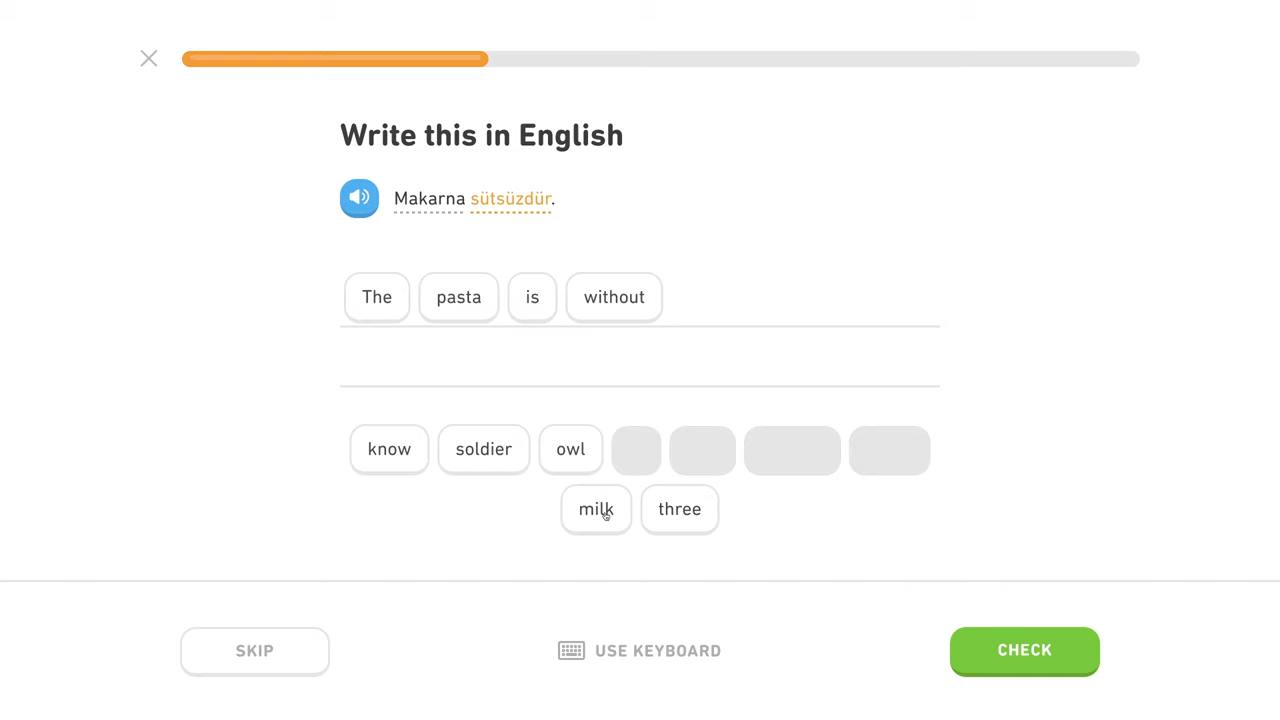 Write this in English
Makarna sütsüzdür.
The pasta is without
know soldier owl
milk three
SKIP USE KEYBOARD CHECK